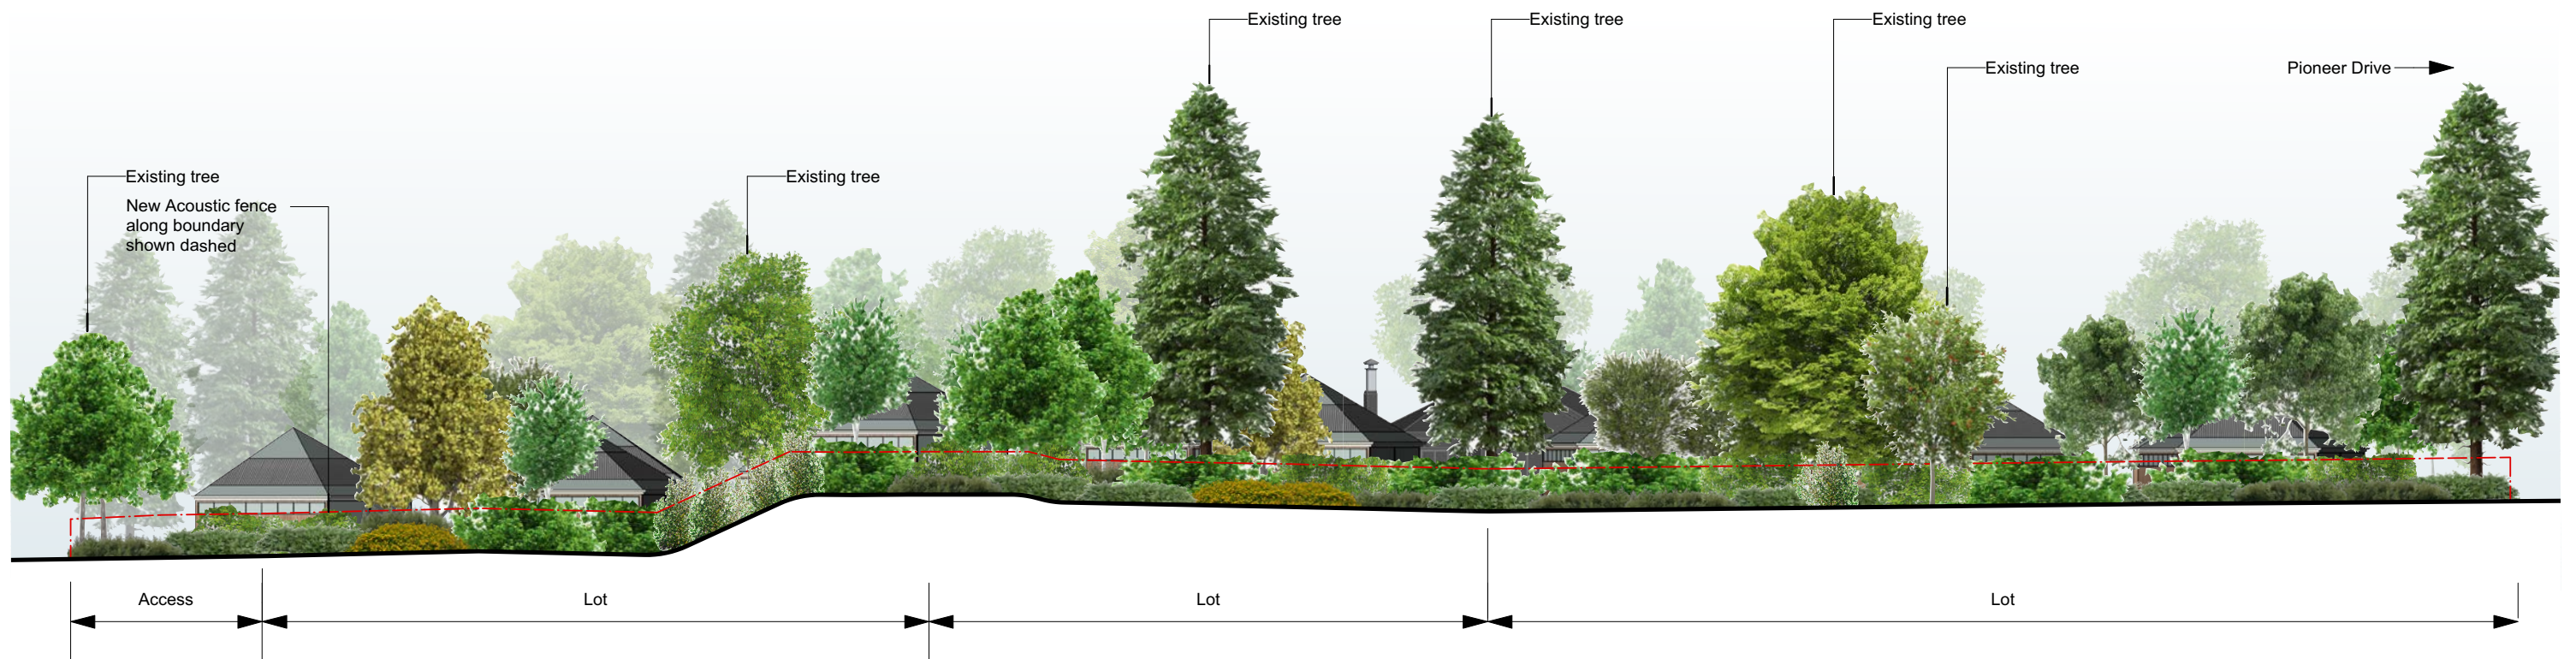 Existing tree
Existing tree
Existing tree
Existing tree
Pioneer Drive
Existing tree
New Acoustic fence
along boundary
shown dashed
Existing tree
Access
Lot
Lot
Lot